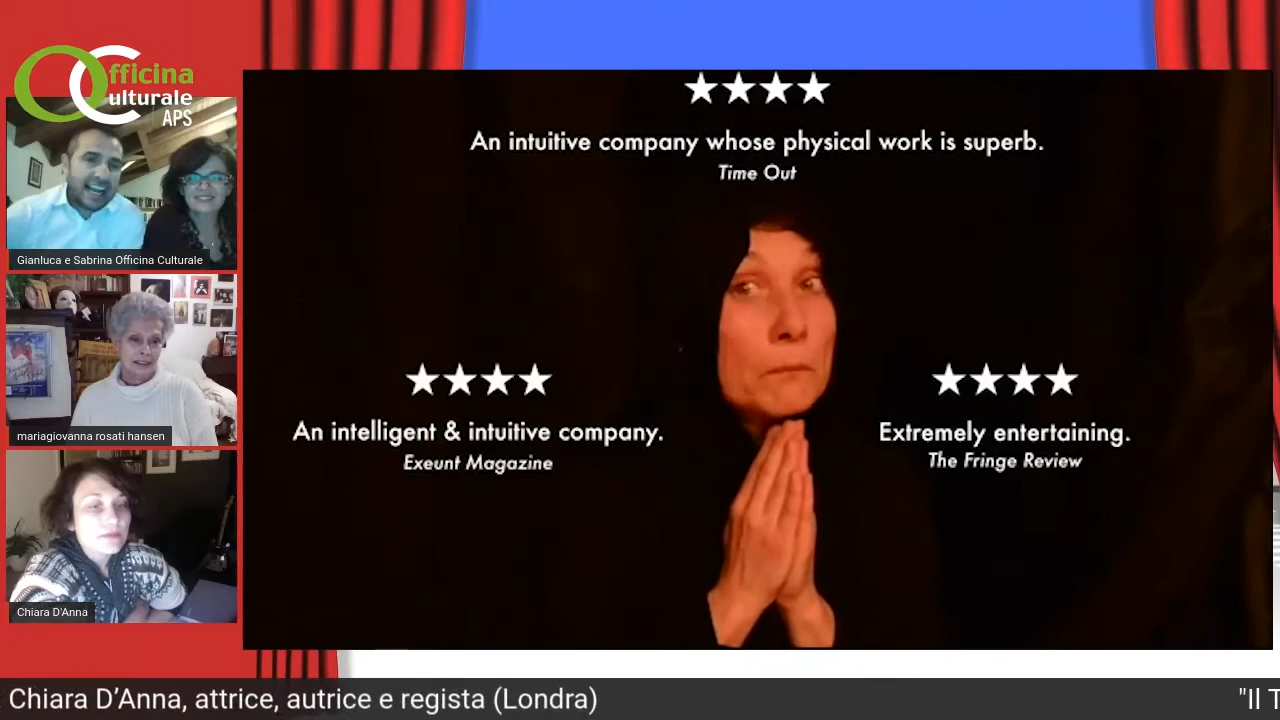 Officina
Culturale
APS
Gianluca e Sabrina Officina Culturale
mariagiovanna rosati hansen
Chiara D'Anna
An intuitive company whose physical work is superb.
Time Out
An intelligent & intuitive company.
Exeunt Magazine
Extremely entertaining.
The Fringe Review
Chiara D’Anna, attrice, autrice e regista (Londra)
"Il T